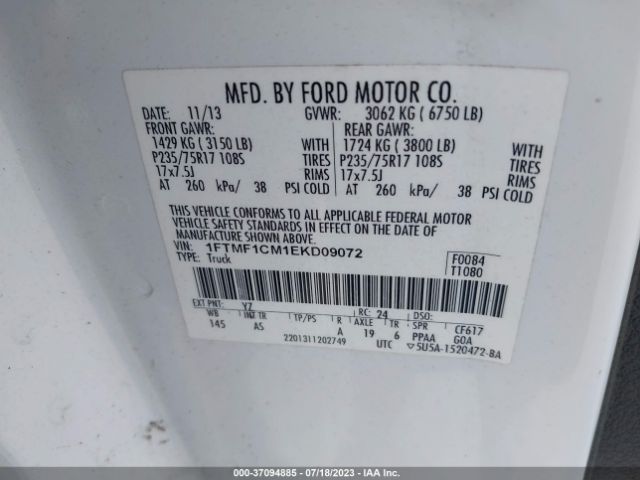 MFD. BY FORD MOTOR CO.
DATE: 11/13 GVWR: 3062 KG ( 6750 LB)
FRONT GAWR: REAR GAWR:
1429 KG ( 3150 LB) WITH 1724 KG ( 3800 LB) WITH
P235/75R17 108S TIRES P235/75R17 108S TIRES
17x7.5J RIMS 17x7.5J RIMS
AT 260 kPa/ 38 PSI COLD AT 260 kPa/ 38 PSI COLD
THIS VEHICLE CONFORMS TO ALL APPLICABLE FEDERAL MOTOR
VEHICLE SAFETY STANDARDS IN EFFECT ON THE DATE OF
MANUFACTURE SHOWN ABOVE.
VIN: 1FTMF1CM1EKD09072 F0084
TYPE: Truck T1080
EXT PNT: YZ RC: 24 DSO:
WB INT TR TP/PS R AXLE TR SPR CF617
145 AS A 19 6 PPAA GOA
2201311202749 UTC ▽5U5A-1520472-BA
000-37094885 - 07/18/2023 - IAA Inc.